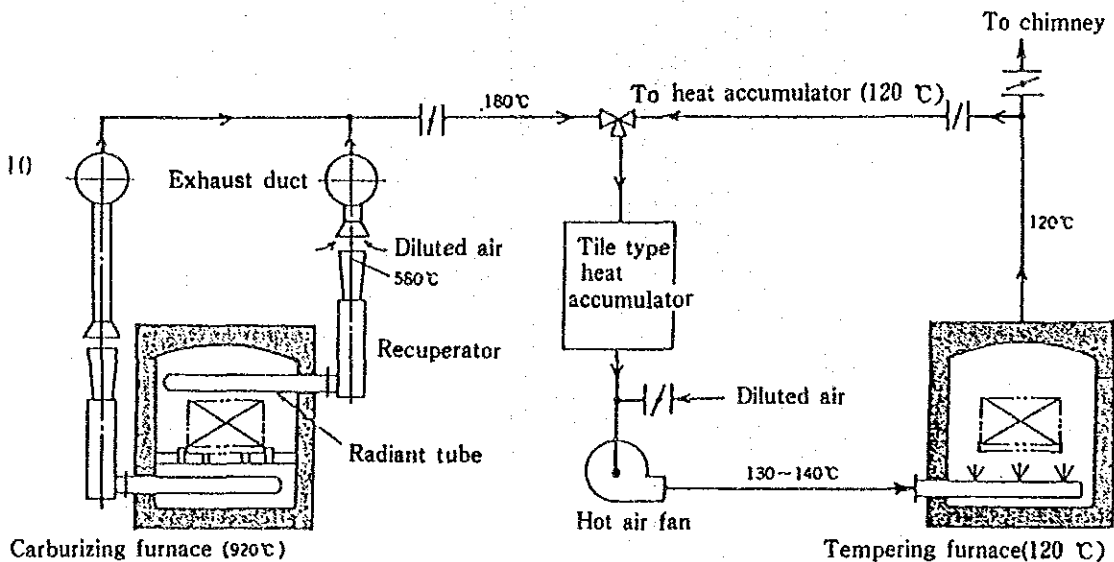 To chimney
.180℃
To heat accumulator (120 ℃)
10
Exhaust duct
Diluted air
580℃
Tile type
heat
accumulator
120℃
Recuperator
Diluted air
Radiant tube
130~140℃
Hot air fan
Carburizing furnace (920℃)
Tempering furnace(120 ℃)